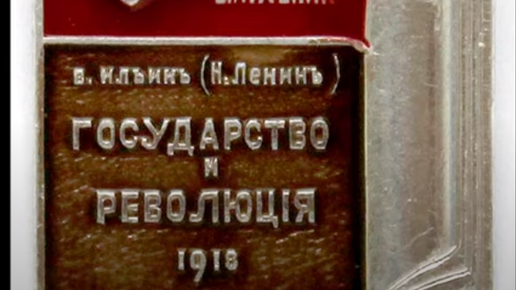 В. ИЛЬИНЪ (Н. ЛЕНИНЪ)
ГОСУДАРСТВО
И
РЕВОЛЮЦІЯ
1918